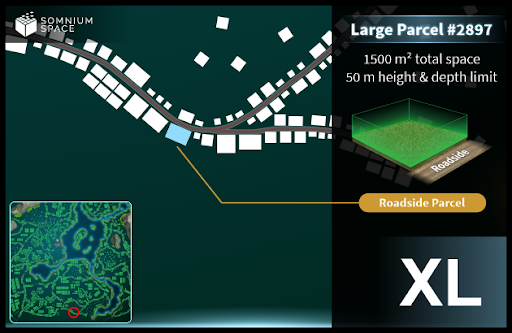 SOMNIUM
SPACE
Large Parcel #2897
1500 m² total space
50 m height & depth limit
Roadside
Roadside Parcel
XL